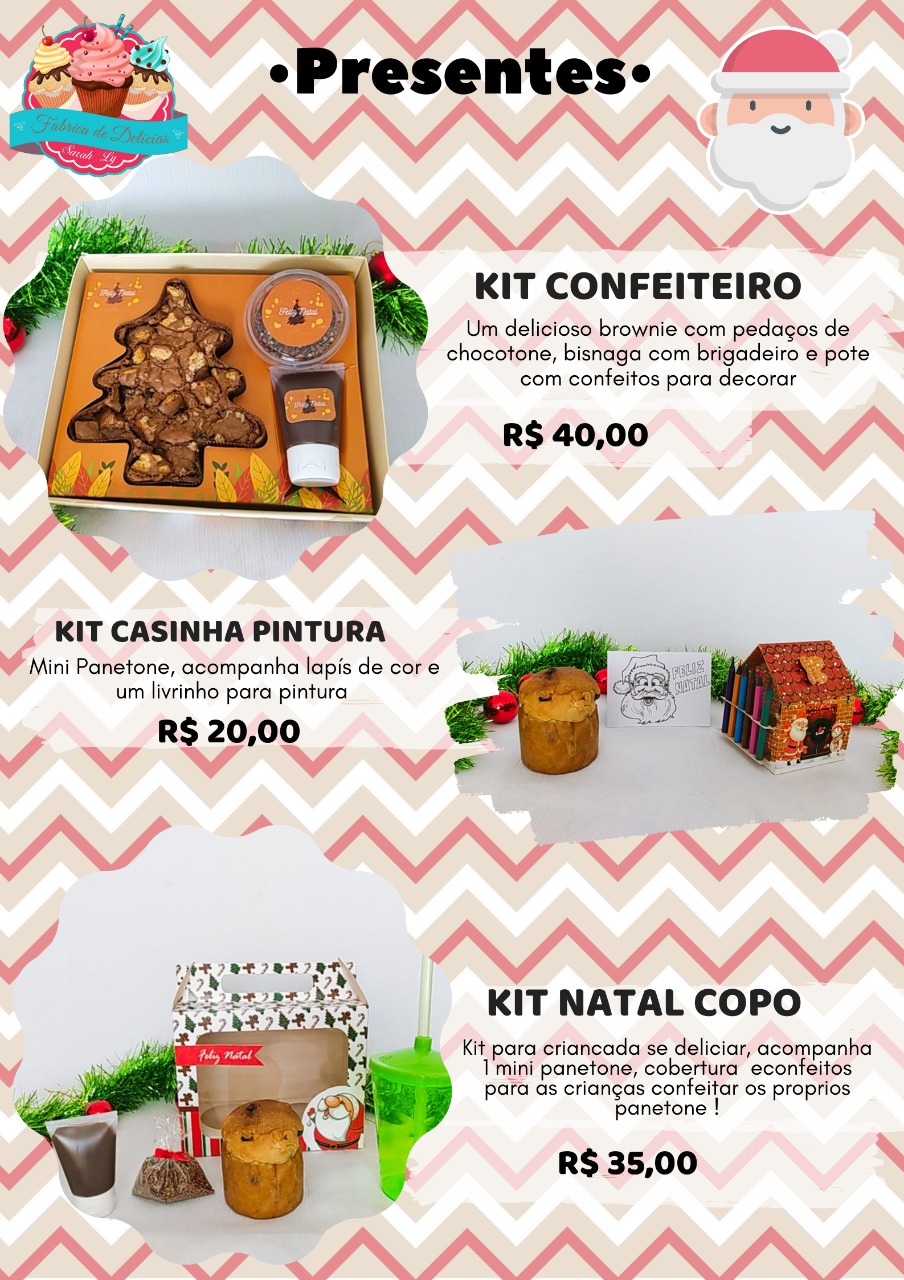 •Presentes•
Fabrica de Delicias
Sarah Ly
Feliz Natal
Feliz Natal
Feliz Natal
KIT CONFEITEIRO
Um delicioso brownie com pedaços de
chocotone, bisnaga com brigadeiro e pote
com confeitos para decorar
R$ 40,00
KIT CASINHA PINTURA
Mini Panetone, acompanha lapís de cor e
um livrinho para pintura
R$ 20,00
FELIZ
NATAL
KIT NATAL COPO
Kit para criancada se deliciar, acompanha
1 mini panetone, cobertura econfeitos
para as crianças confeitar os proprios
panetone !
Feliz Natal
R$ 35,00